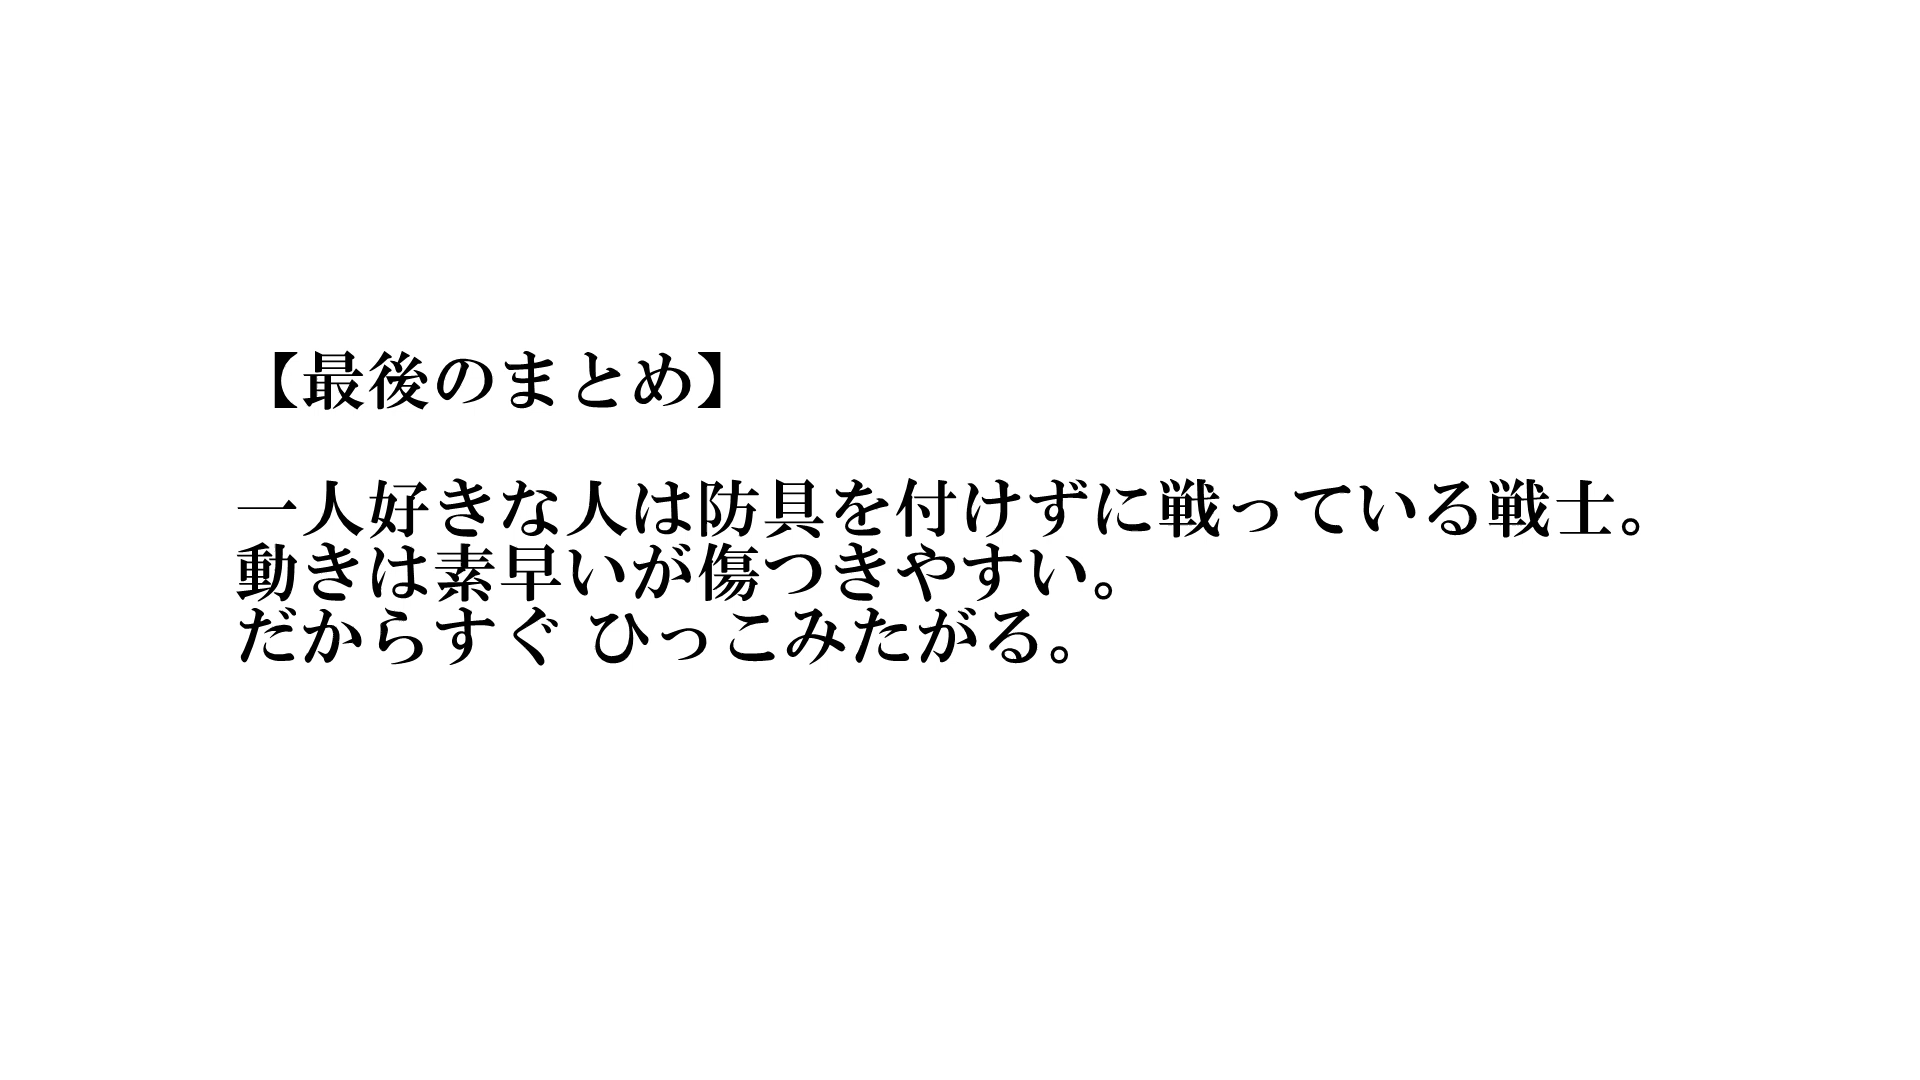 【最後のまとめ】
一人好きな人は防具を付けずに戦っている戦士。
動きは素早いが傷つきやすい。
だからすぐ ひっこみたがる。